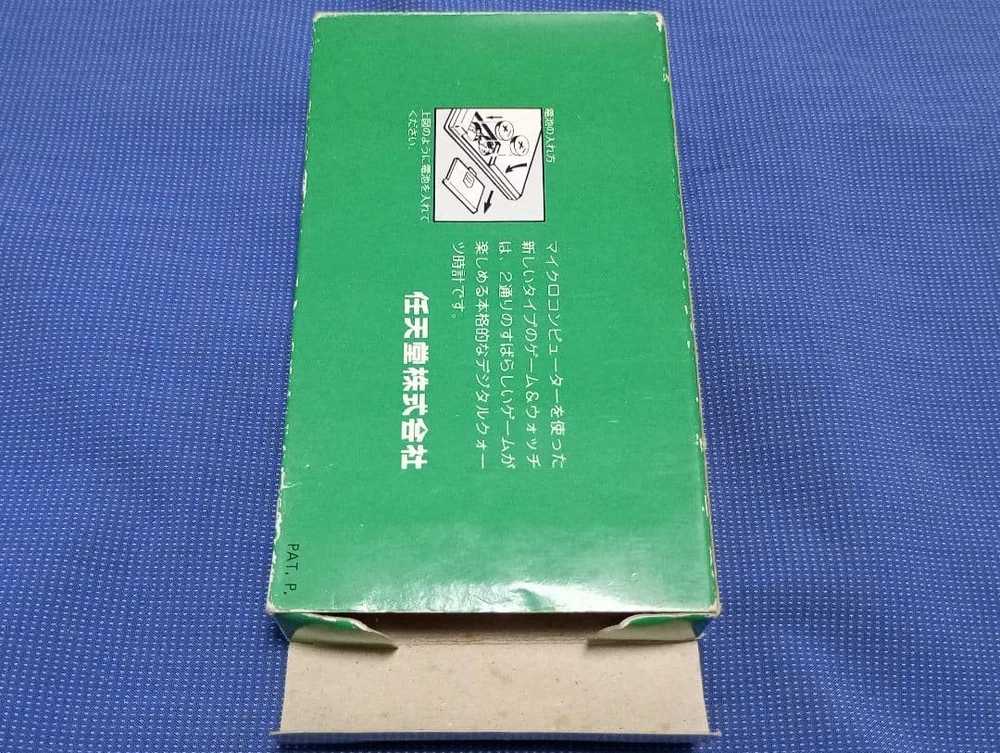 電池の入れ方
上図のように電池を入れて
ください。
マイクロコンピューターを使った
新しいタイプのゲーム&ウォッチ
は、2通りのすばらしいゲームが
楽しめる本格的なデジタルクォー
ツ時計です。
任天堂株式会社
PAT. P.